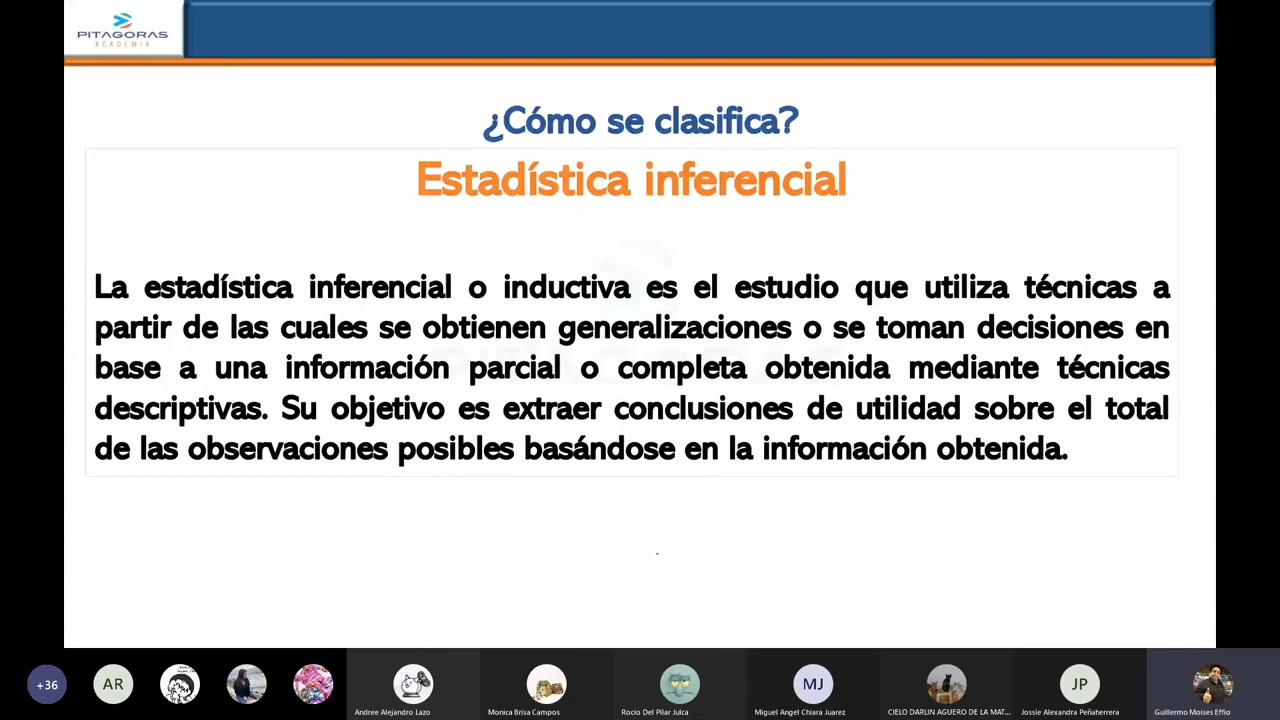 PITAGORAS
ACADEMIA
¿Cómo se clasifica?
Estadística inferencial
La estadística inferencial o inductiva es el estudio que utiliza técnicas a
partir de las cuales se obtienen generalizaciones o se toman decisiones en
base a una información parcial o completa obtenida mediante técnicas
descriptivas. Su objetivo es extraer conclusiones de utilidad sobre el total
de las observaciones posibles basándose en la información obtenida.
+36
AR
MJ
JP
Andree Alejandro Lazo
Monica Brisa Campos
Rocio Del Pilar Julca
Miguel Angel Chiara Juarez
CIELO DARLIN AGUERO DE LA MAT...
Jossie Alexandra Peñaherrera
Guillermo Moises Effio